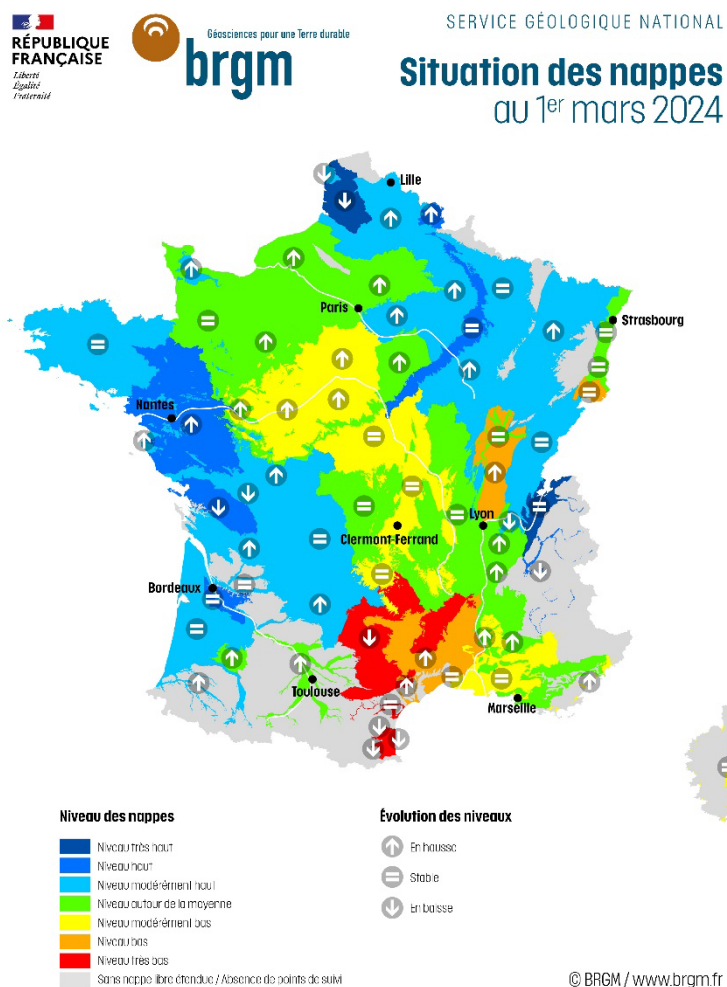 RÉPUBLIQUE
FRANÇAISE
Liberté
Égalité
Fraternité
Géosciences pour une Terre durable
brgm
SERVICE GÉOLOGIQUE NATIONAL
Situation des nappes
au 1er mars 2024
Lille
Paris
Strasbourg
Nantes
Lyon
Clermont-Ferrand
Bordeaux
Toulouse
Marseille
Niveau des nappes
Niveau très haut
Niveau haut
Niveau modérément haut
Niveau autour de la moyenne
Niveau modérément bas
Niveau bas
Niveau très bas
Sans nappe libre étendue / Absence de points de suivi
Évolution des niveaux
En hausse
Stable
En baisse
© BRGM / www.brgm.fr